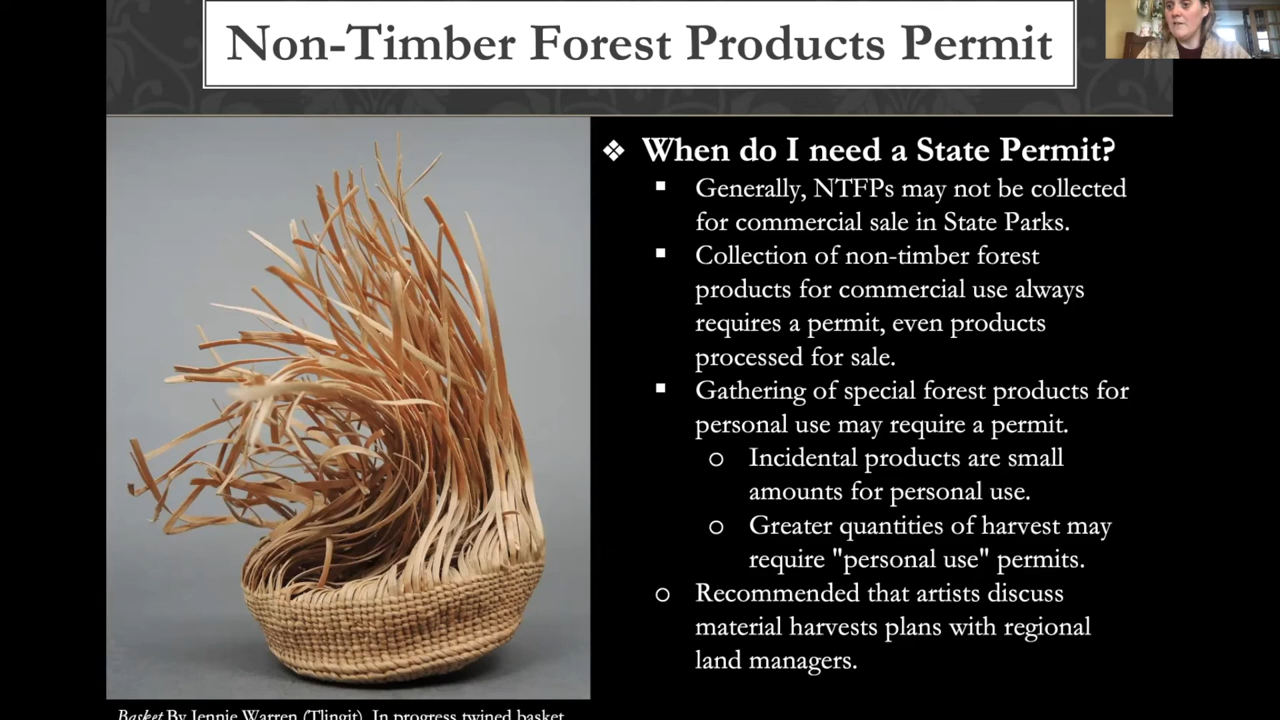 Non-Timber Forest Products Permit
❖ When do I need a State Permit?
▪ Generally, NTFPs may not be collected
for commercial sale in State Parks.
▪ Collection of non-timber forest
products for commercial use always
requires a permit, even products
processed for sale.
▪ Gathering of special forest products for
personal use may require a permit.
o Incidental products are small
amounts for personal use.
o Greater quantities of harvest may
require "personal use" permits.
o Recommended that artists discuss
material harvests plans with regional
land managers.
Basket By Jennie Warren (Tlingit). In progress twined basket